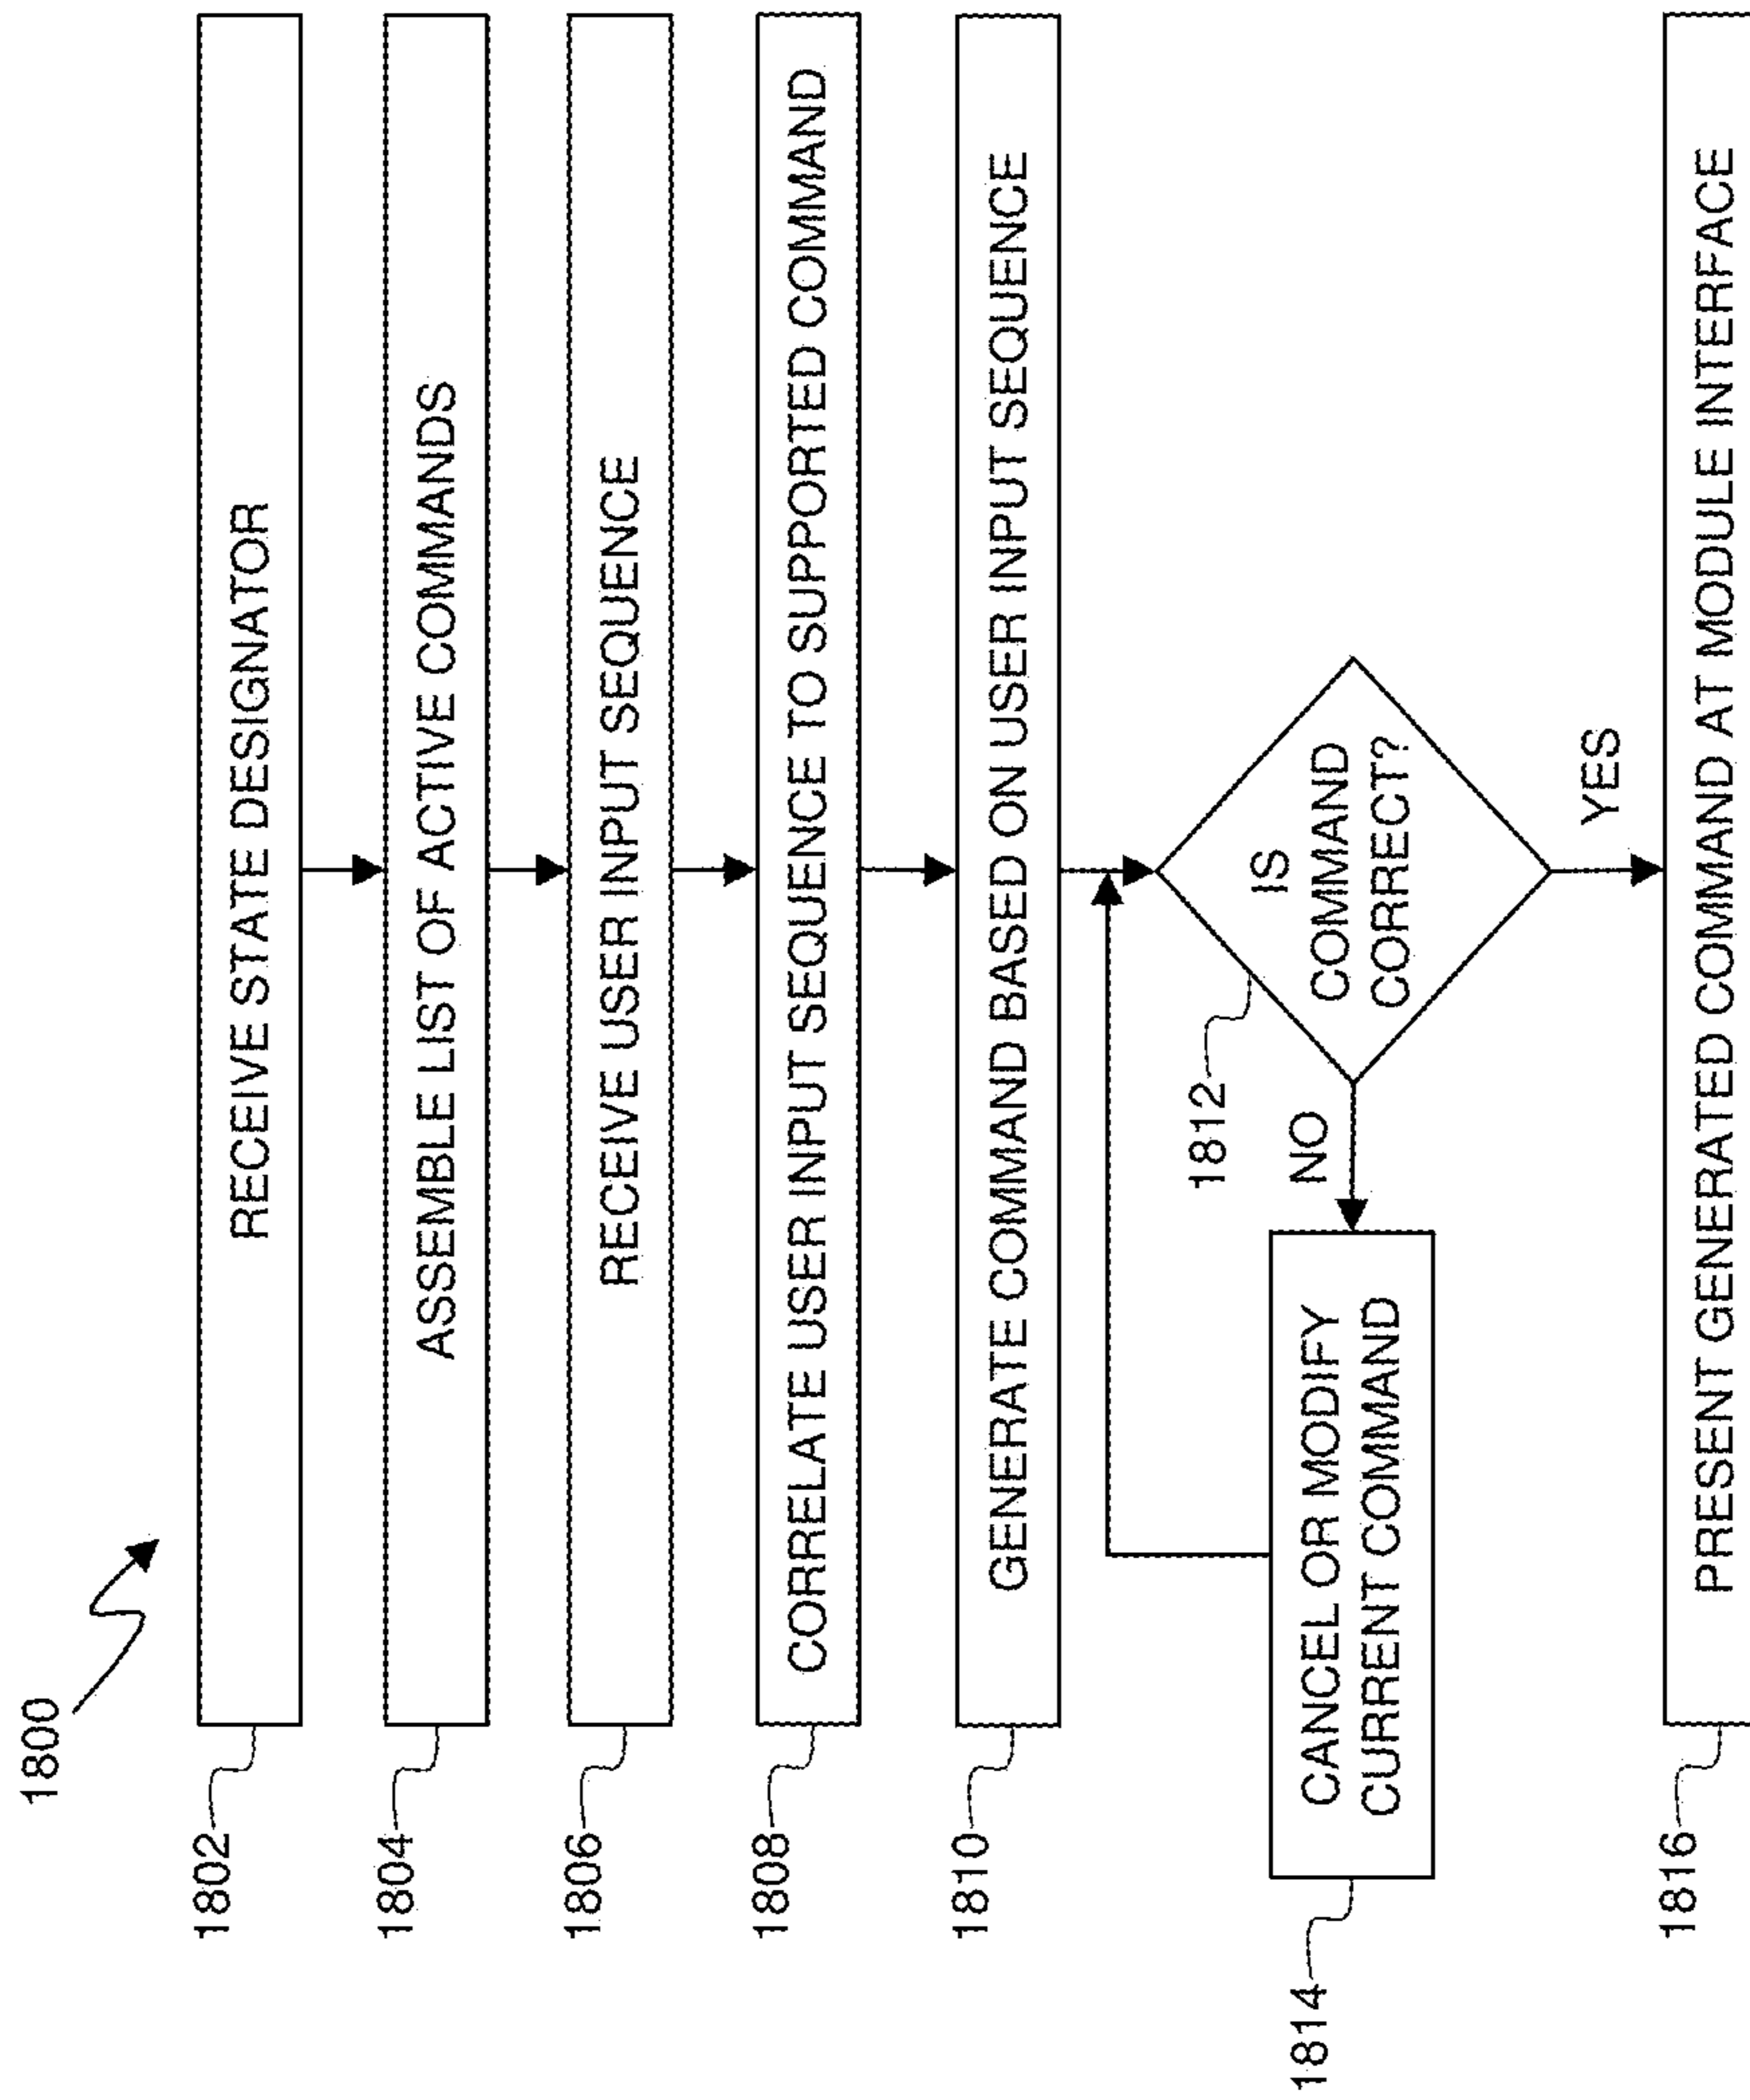 1800
1802
RECEIVE STATE DESIGNATOR
1804
ASSEMBLE LIST OF ACTIVE COMMANDS
1806
RECEIVE USER INPUT SEQUENCE
1808
CORRELATE USER INPUT SEQUENCE TO SUPPORTED COMMAND
1810
GENERATE COMMAND BASED ON USER INPUT SEQUENCE
1812
IS
COMMAND
CORRECT?
NO
YES
1814
CANCEL OR MODIFY
CURRENT COMMAND
1816
PRESENT GENERATED COMMAND AT MODULE INTERFACE